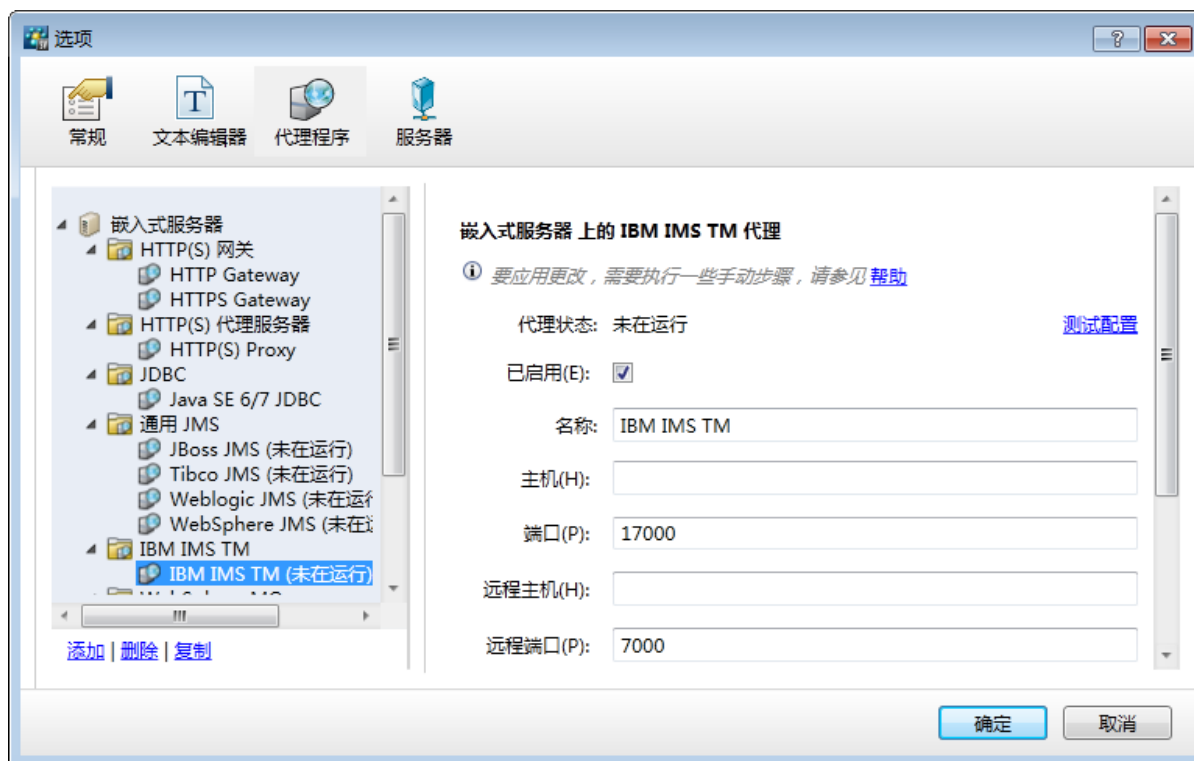 选项
常规 文本编辑器 代理程序 服务器
嵌入式服务器
HTTP(S) 网关
HTTP Gateway
HTTPS Gateway
HTTP(S) 代理服务器
HTTP(S) Proxy
JDBC
Java SE 6/7 JDBC
通用 JMS
JBoss JMS (未在运行)
Tibco JMS (未在运行)
Weblogic JMS (未在运行
WebSphere JMS (未在
IBM IMS TM
IBM IMS TM (未在运行)
添加 | 删除 | 复制
嵌入式服务器 上的 IBM IMS TM 代理
要应用更改，需要执行一些手动步骤，请参见 帮助
代理状态: 未在运行 测试配置
已启用(E):
名称: IBM IMS TM
主机(H):
端口(P): 17000
远程主机(H):
远程端口(P): 7000
确定 取消